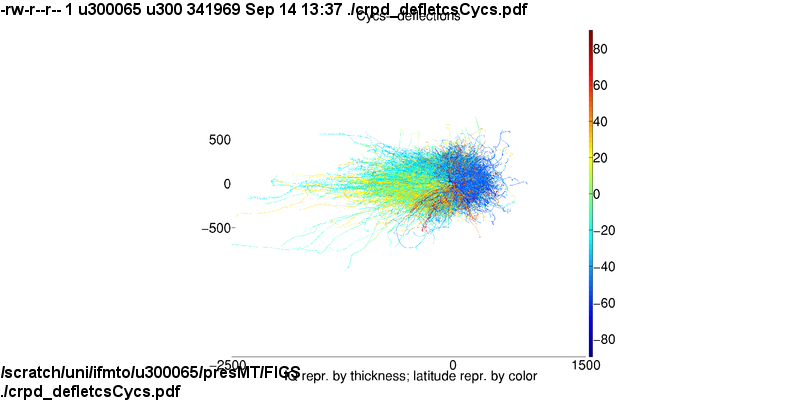 -rw-r--r-- 1 u300065 u300 341969 Sep 14 13:37 ./crpd_defletcsCycs.pdf
Cycs--deflections
80
60
40
20
0
−20
−40
−60
−80
500
0
−500
−2500 0 1500
/scratch/uni/ifmto/u300065/presMT/FIGS
repr. by thickness; latitude repr. by color
./crpd_defletcsCycs.pdf